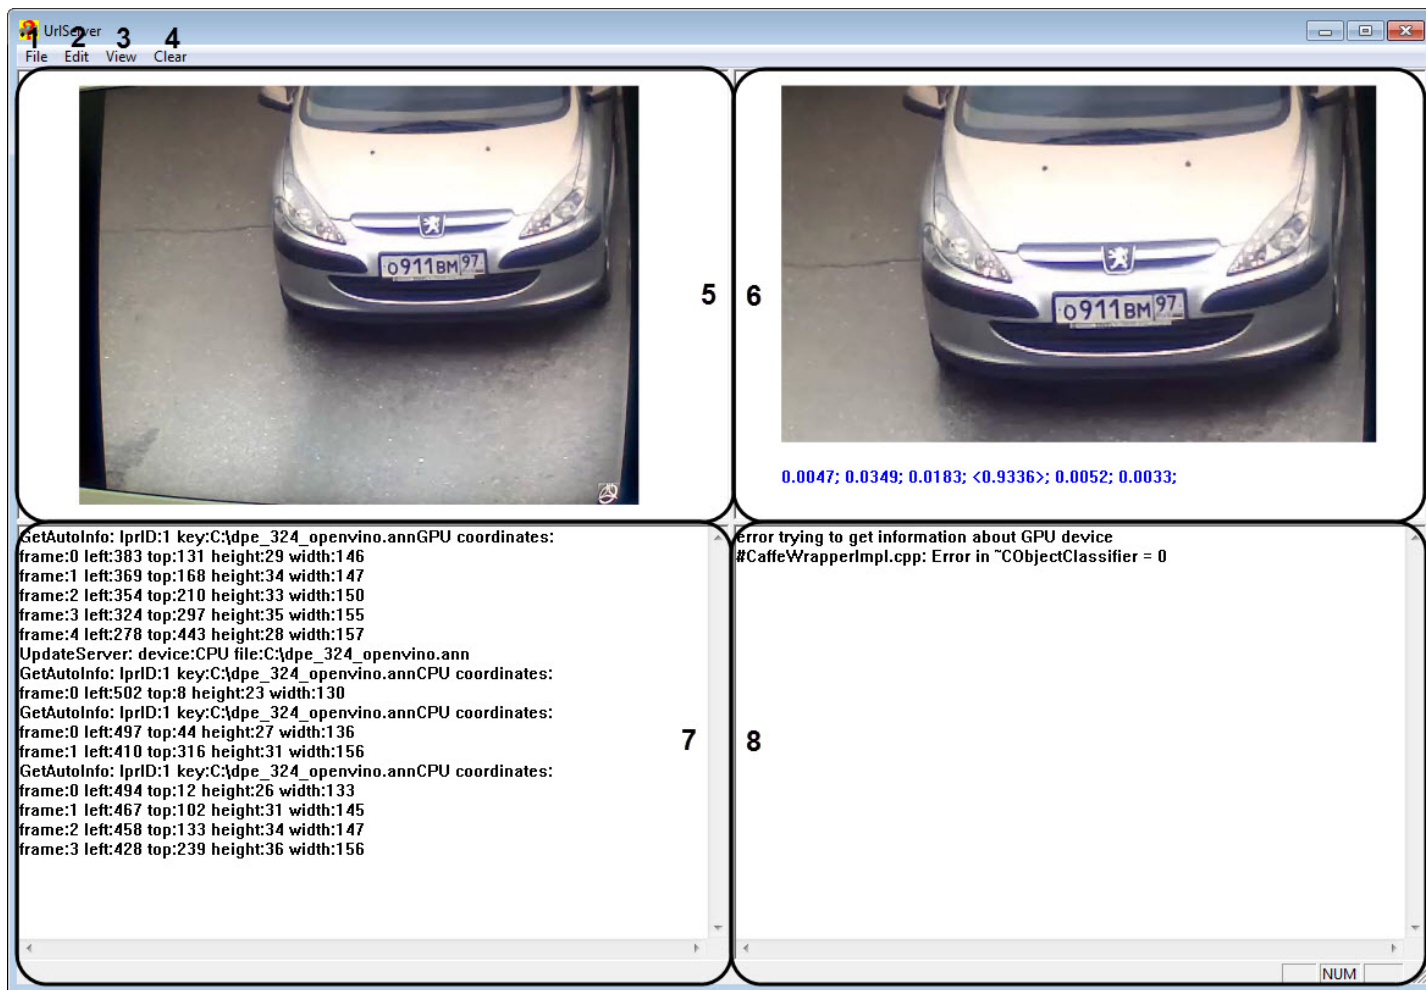 UrlServer
1 2 3 4
File Edit View Clear
О911ВМ 97
5
О911ВМ 97
6
0.0047; 0.0349; 0.0183; <0.9336>; 0.0052; 0.0033;
GetAutoInfo: lprID:1 key:C:\dpe_324_openvino.annGPU coordinates:
frame:0 left:383 top:131 height:29 width:146
frame:1 left:369 top:168 height:34 width:147
frame:2 left:354 top:210 height:33 width:150
frame:3 left:324 top:297 height:35 width:155
frame:4 left:278 top:443 height:28 width:157
UpdateServer: device:CPU file:C:\dpe_324_openvino.ann
GetAutoInfo: lprID:1 key:C:\dpe_324_openvino.annCPU coordinates:
frame:0 left:502 top:8 height:23 width:130
GetAutoInfo: lprID:1 key:C:\dpe_324_openvino.annCPU coordinates:
frame:0 left:497 top:44 height:27 width:136
frame:1 left:410 top:316 height:31 width:156
GetAutoInfo: lprID:1 key:C:\dpe_324_openvino.annCPU coordinates:
frame:0 left:494 top:12 height:26 width:133
frame:1 left:467 top:102 height:31 width:145
frame:2 left:458 top:133 height:34 width:147
frame:3 left:428 top:239 height:36 width:156
7
error trying to get information about GPU device
#CaffeWrapperImpl.cpp: Error in ~CObjectClassifier = 0
8
NUM